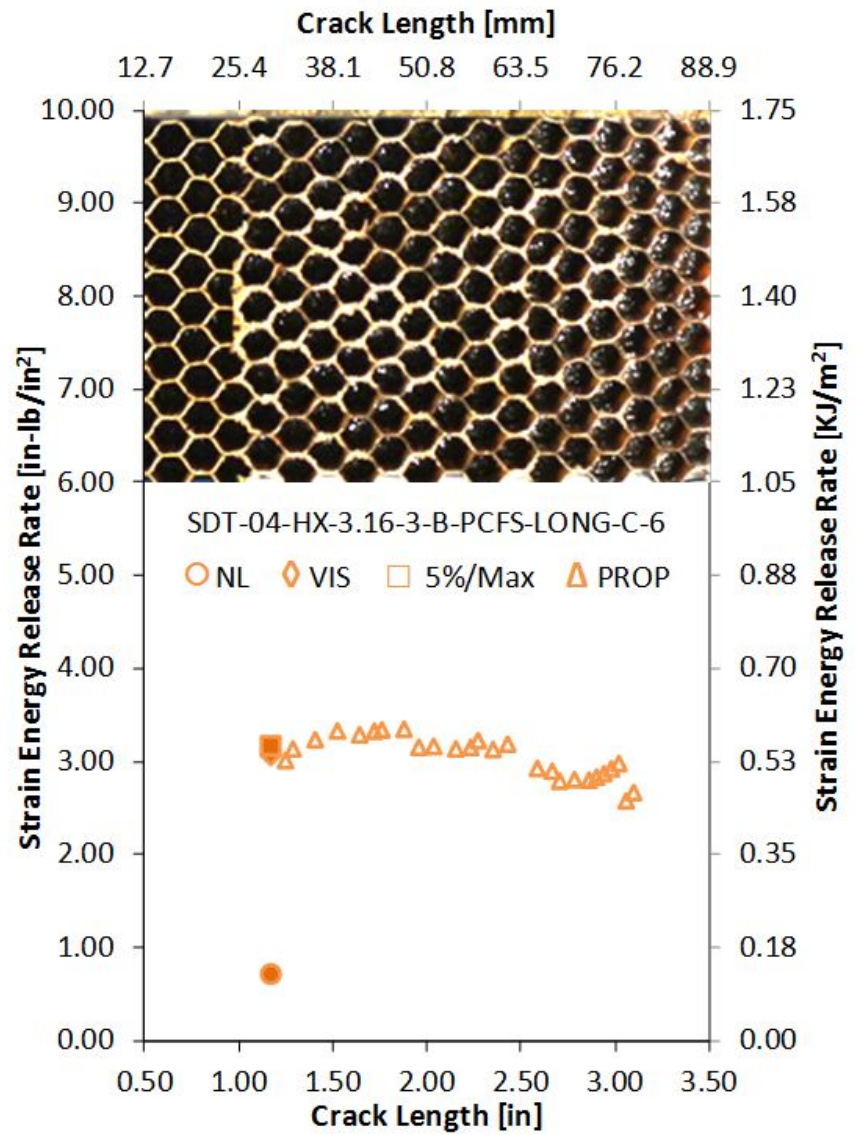 Crack Length [mm]
12.7 25.4 38.1 50.8 63.5 76.2 88.9
10.00 1.75
9.00 1.58
8.00 1.40
7.00 1.23
6.00 1.05
5.00 0.88
4.00 0.70
3.00 0.53
2.00 0.35
1.00 0.18
0.00 0.00
Strain Energy Release Rate [in-lb/in²]
Strain Energy Release Rate [KJ/m²]
SDT-04-HX-3.16-3-B-PCFS-LONG-C-6
NL VIS 5%/Max PROP
0.50 1.00 1.50 2.00 2.50 3.00 3.50
Crack Length [in]